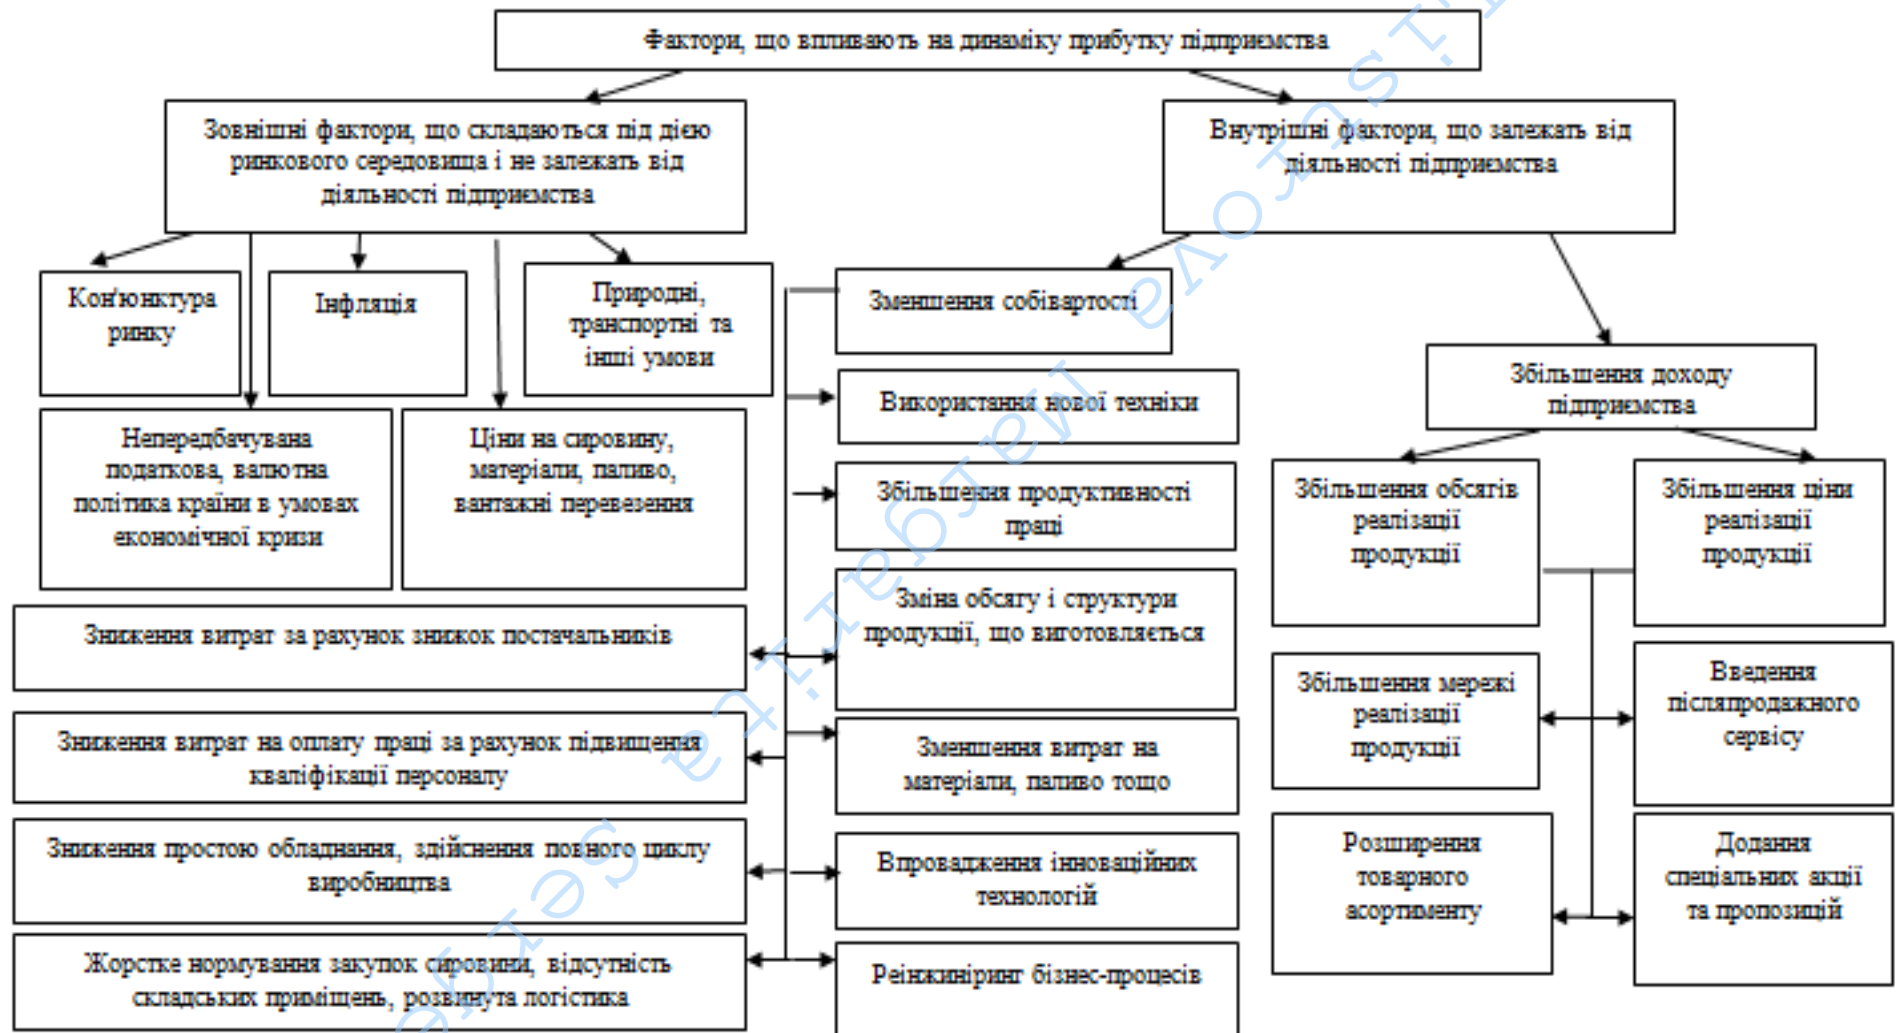 Фактори, що впливають на динаміку прибутку підприємства
Зовнішні фактори, що складаються під дією
ринкового середовища і не залежать від
діяльності підприємства
Внутрішні фактори, що залежать від
діяльності підприємства
Кон'юнктура
ринку
Інфляція
Природні,
транспортні та
інші умови
Непередбачувана
податкова, валютна
політика країни в умовах
економічної кризи
Ціни на сировину,
матеріали, паливо,
вантажні перевезення
Зменшення собівартості
Використання нової техніки
Збільшення продуктивності
праці
Зміна обсягу і структури
продукції, що виготовляється
Зменшення витрат на
матеріали, паливо тощо
Впровадження інноваційних
технологій
Реінжиніринг бізнес-процесів
Зниження витрат за рахунок знижок постачальників
Зниження витрат на оплату праці за рахунок підвищення
кваліфікації персоналу
Зниження простою обладнання, здійснення повного циклу
виробництва
Жорстке нормування закупок сировини, відсутність
складських приміщень, розвинута логістика
Збільшення доходу
підприємства
Збільшення обсягів
реалізації
продукції
Збільшення ціни
реалізації
продукції
Збільшення мережі
реалізації
продукції
Введення
післяпродажного
сервісу
Розширення
товарного
асортименту
Додання
спеціальних акції
та пропозицій
Margarita